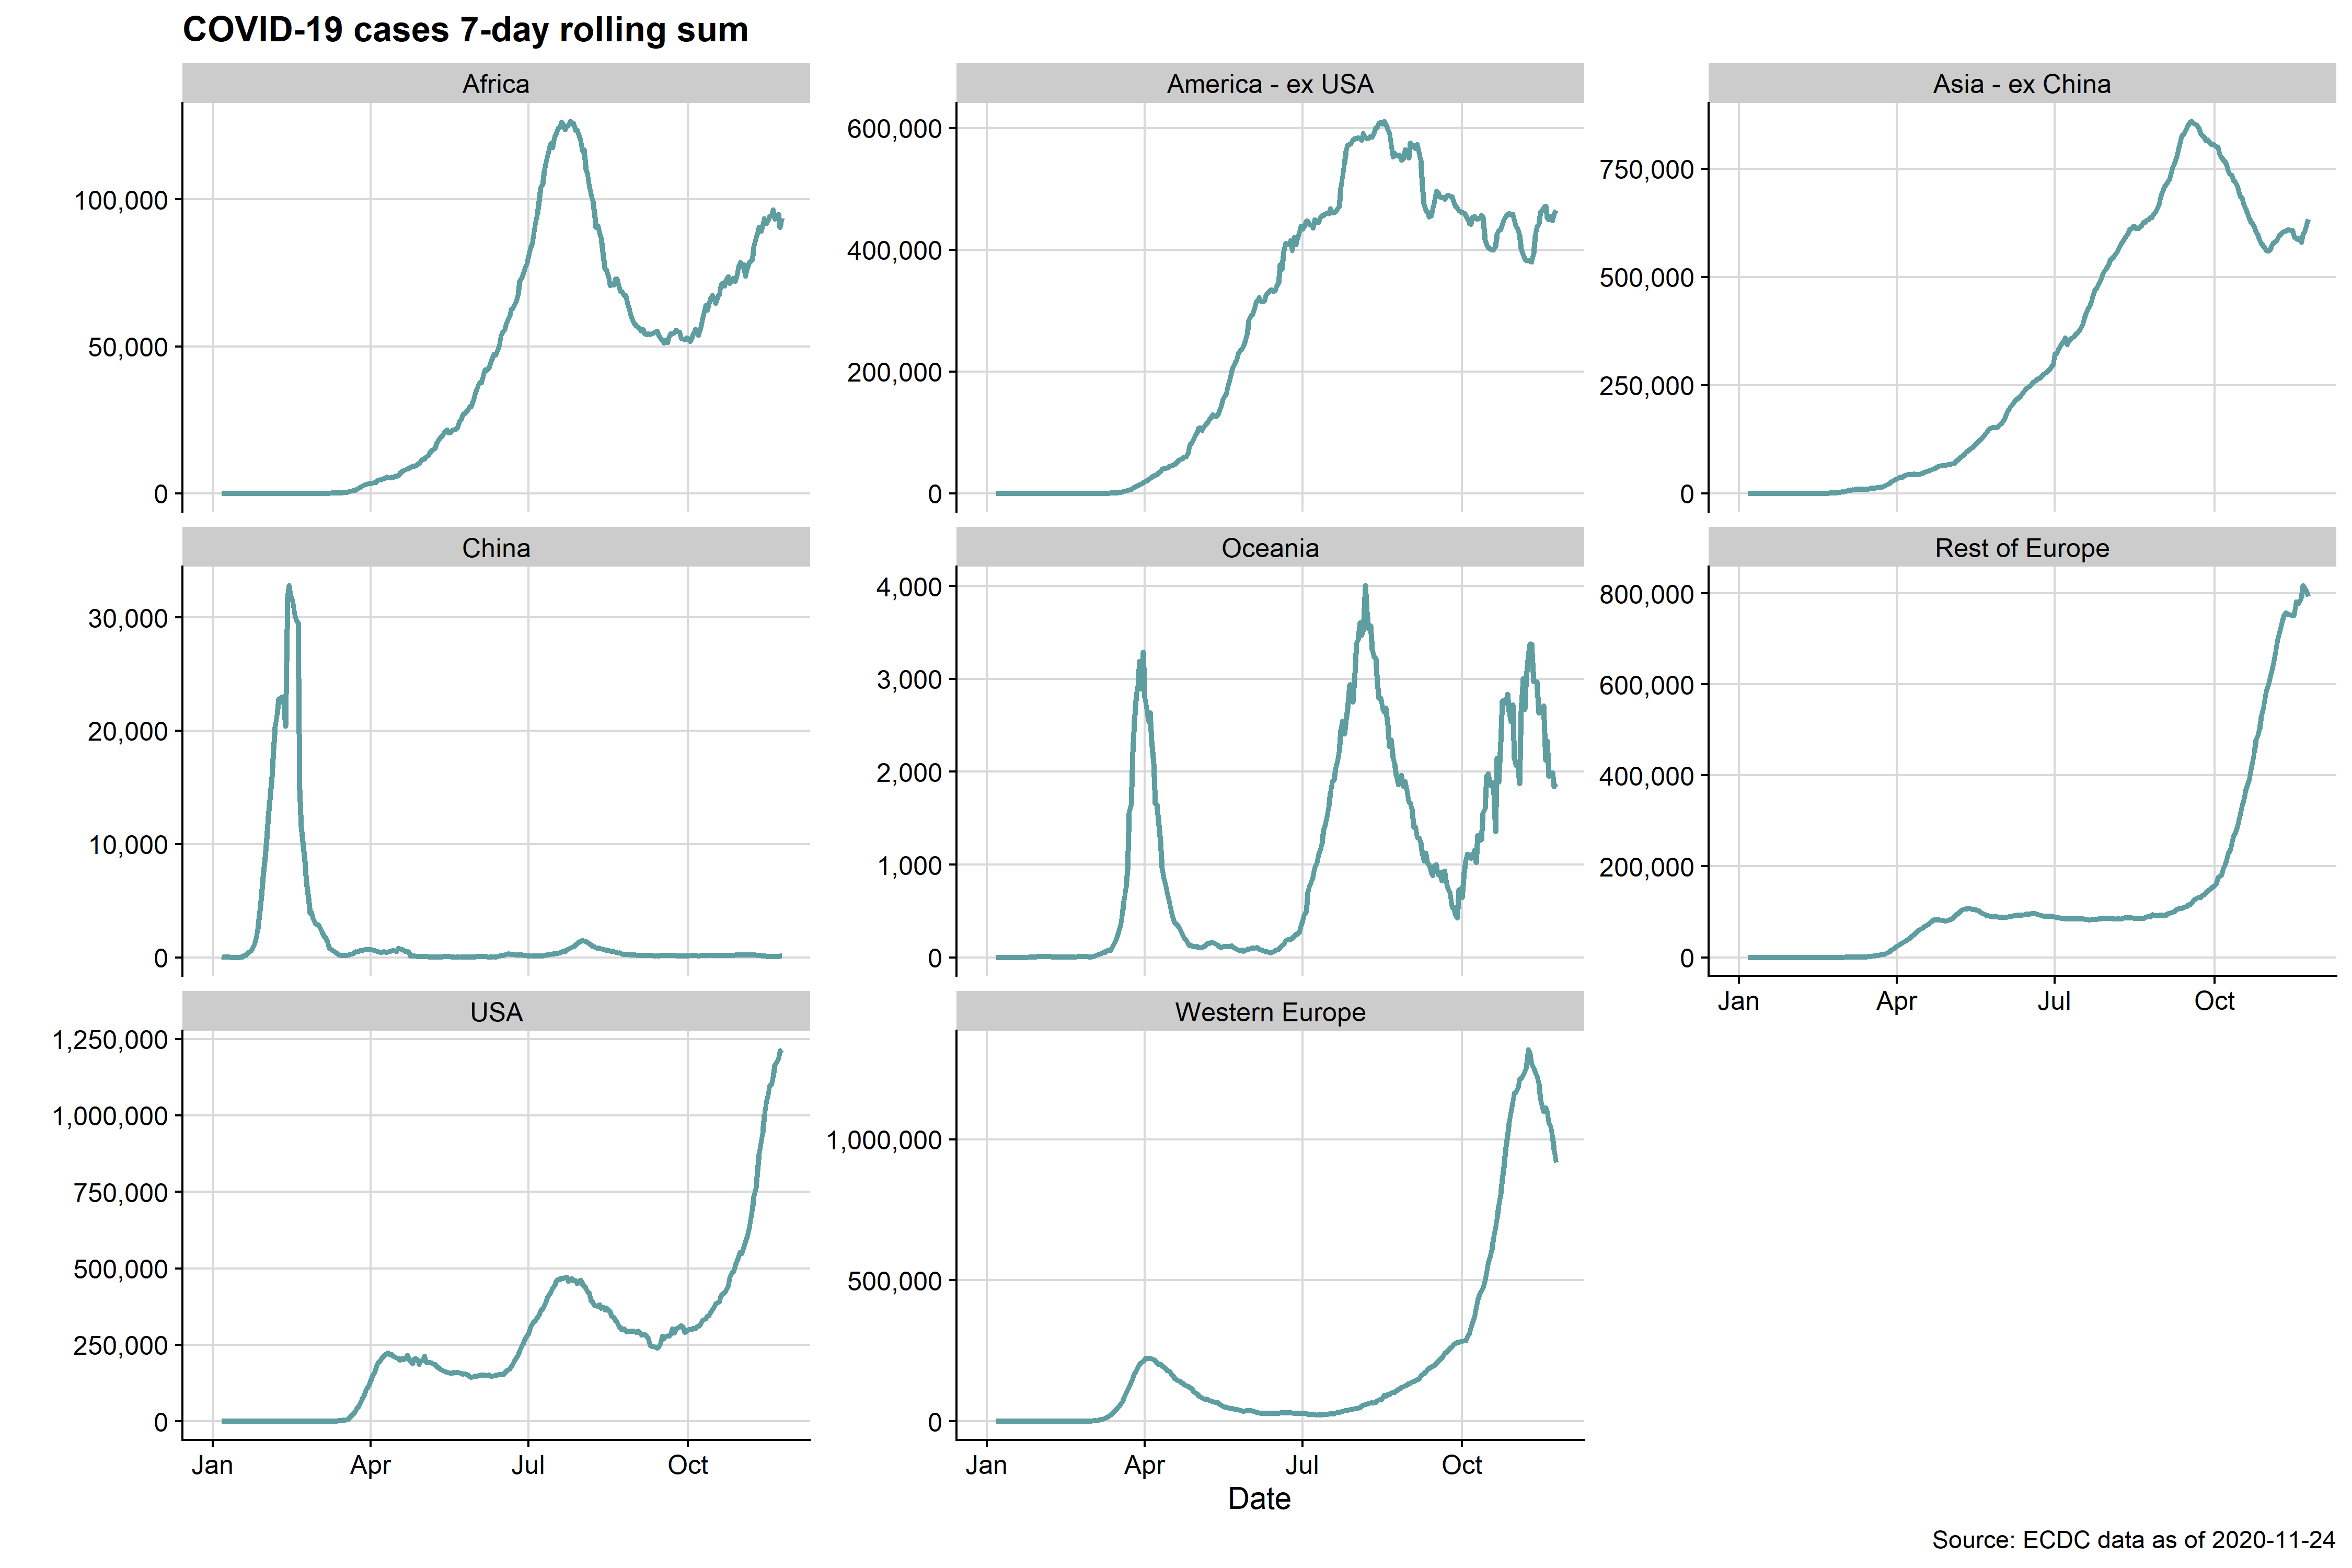 COVID-19 cases 7-day rolling sum
Africa
America - ex USA
Asia - ex China
100,000
50,000
0
600,000
400,000
200,000
0
750,000
500,000
250,000
0
China
Oceania
Rest of Europe
30,000
20,000
10,000
0
4,000
3,000
2,000
1,000
0
800,000
600,000
400,000
200,000
0
Jan Apr Jul Oct
USA
Western Europe
1,250,000
1,000,000
750,000
500,000
250,000
0
1,000,000
500,000
0
Jan Apr Jul Oct
Jan Apr Jul Oct
Date
Source: ECDC data as of 2020-11-24